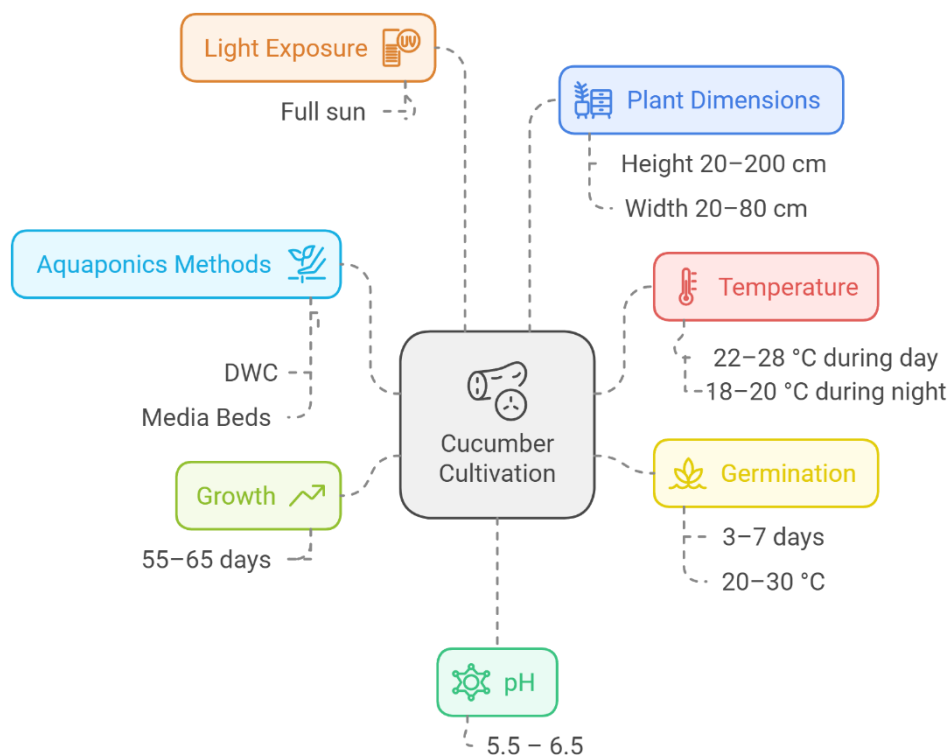 Light Exposure
UV
Full sun
Plant Dimensions
Height 20–200 cm
Width 20–80 cm
Aquaponics Methods
DWC
Media Beds
Temperature
22–28 °C during day
18–20 °C during night
Cucumber
Cultivation
Growth
55–65 days
Germination
3–7 days
20–30 °C
pH
5.5 – 6.5